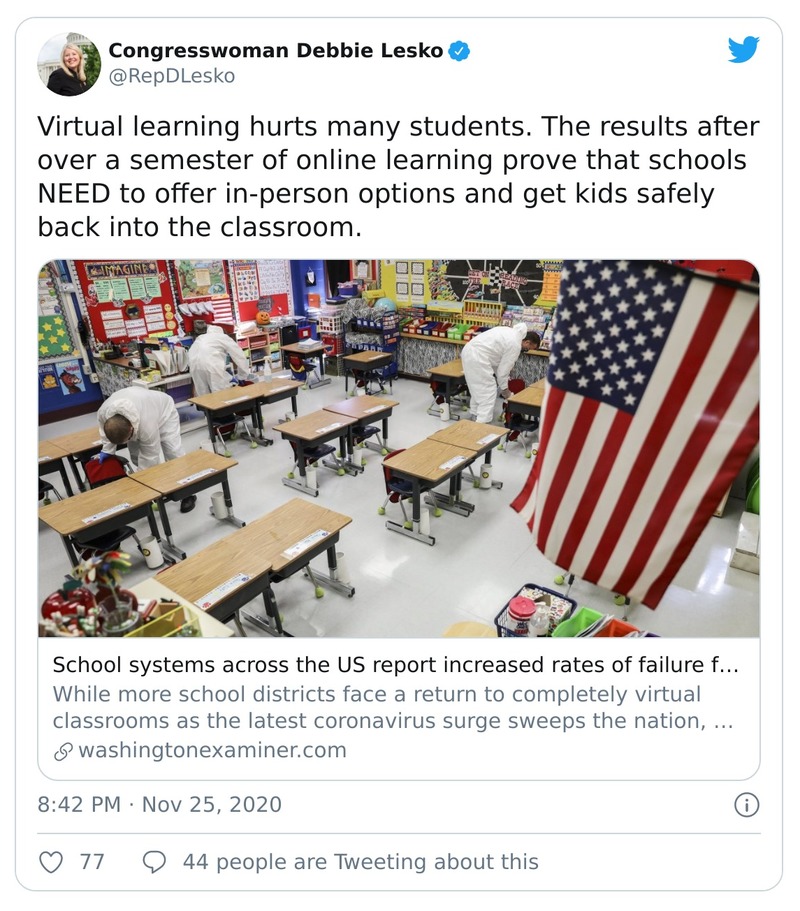 Congresswoman Debbie Lesko
@RepDLesko
Virtual learning hurts many students. The results after
over a semester of online learning prove that schools
NEED to offer in-person options and get kids safely
back into the classroom.
IMAGINE
School systems across the US report increased rates of failure f…
While more school districts face a return to completely virtual
classrooms as the latest coronavirus surge sweeps the nation, …
washingtonexaminer.com
8:42 PM · Nov 25, 2020
77
44 people are Tweeting about this